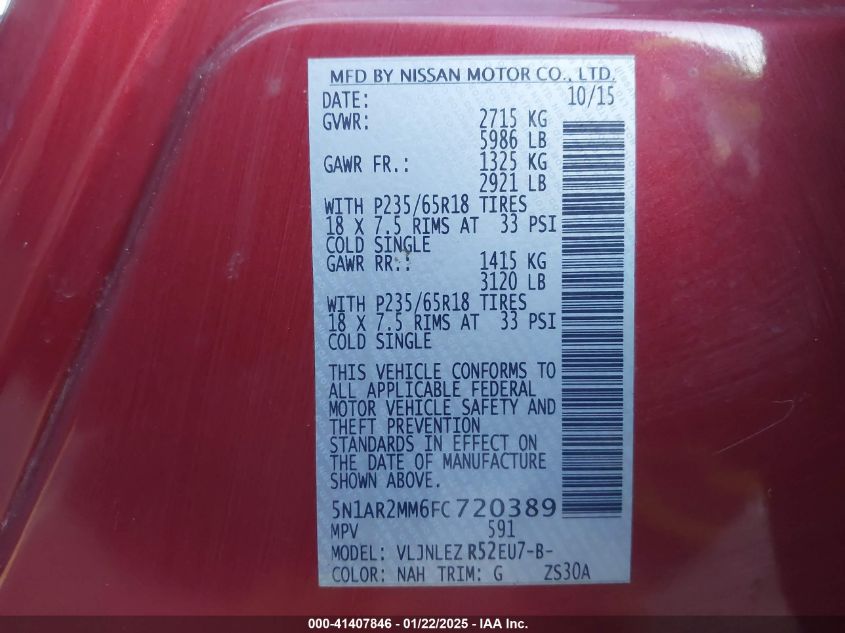 MFD BY NISSAN MOTOR CO., LTD.
DATE: 10/15
GVWR: 2715 KG
5986 LB
GAWR FR.: 1325 KG
2921 LB
WITH P235/65R18 TIRES
18 X 7.5 RIMS AT 33 PSI
COLD SINGLE
GAWR RR.: 1415 KG
3120 LB
WITH P235/65R18 TIRES
18 X 7.5 RIMS AT 33 PSI
COLD SINGLE
THIS VEHICLE CONFORMS TO
ALL APPLICABLE FEDERAL
MOTOR VEHICLE SAFETY AND
THEFT PREVENTION
STANDARDS IN EFFECT ON
THE DATE OF MANUFACTURE
SHOWN ABOVE.
5N1AR2MM6FC720389
MPV 591
MODEL: VLJNLEZ R52EU7-B-
COLOR: NAH TRIM: G ZS30A
000-41407846 - 01/22/2025 - IAA Inc.